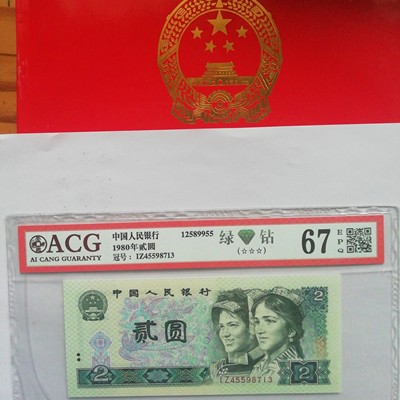 ACG
AI CANG GUARANTY
中国人民银行 12589955
1980年贰圆
冠号：IZ45598713
绿 钻
(☆☆☆)
67
EPQ
中国人民银行
2
贰圆
IZ45598713
2
2